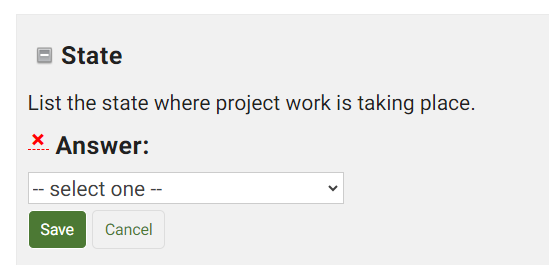 State
List the state where project work is taking place.
Answer:
-- select one --
Save Cancel